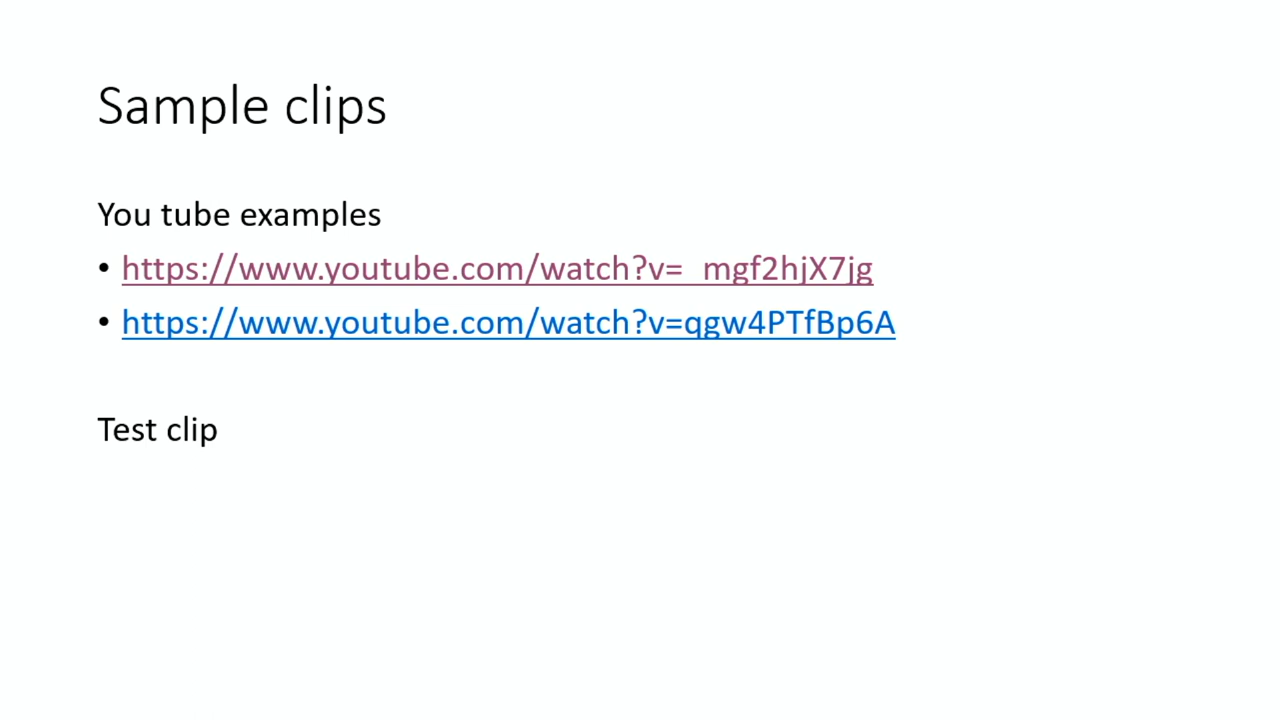 Sample clips
You tube examples
• https://www.youtube.com/watch?v=_mgf2hjX7jg
• https://www.youtube.com/watch?v=qgw4PTfBp6A
Test clip